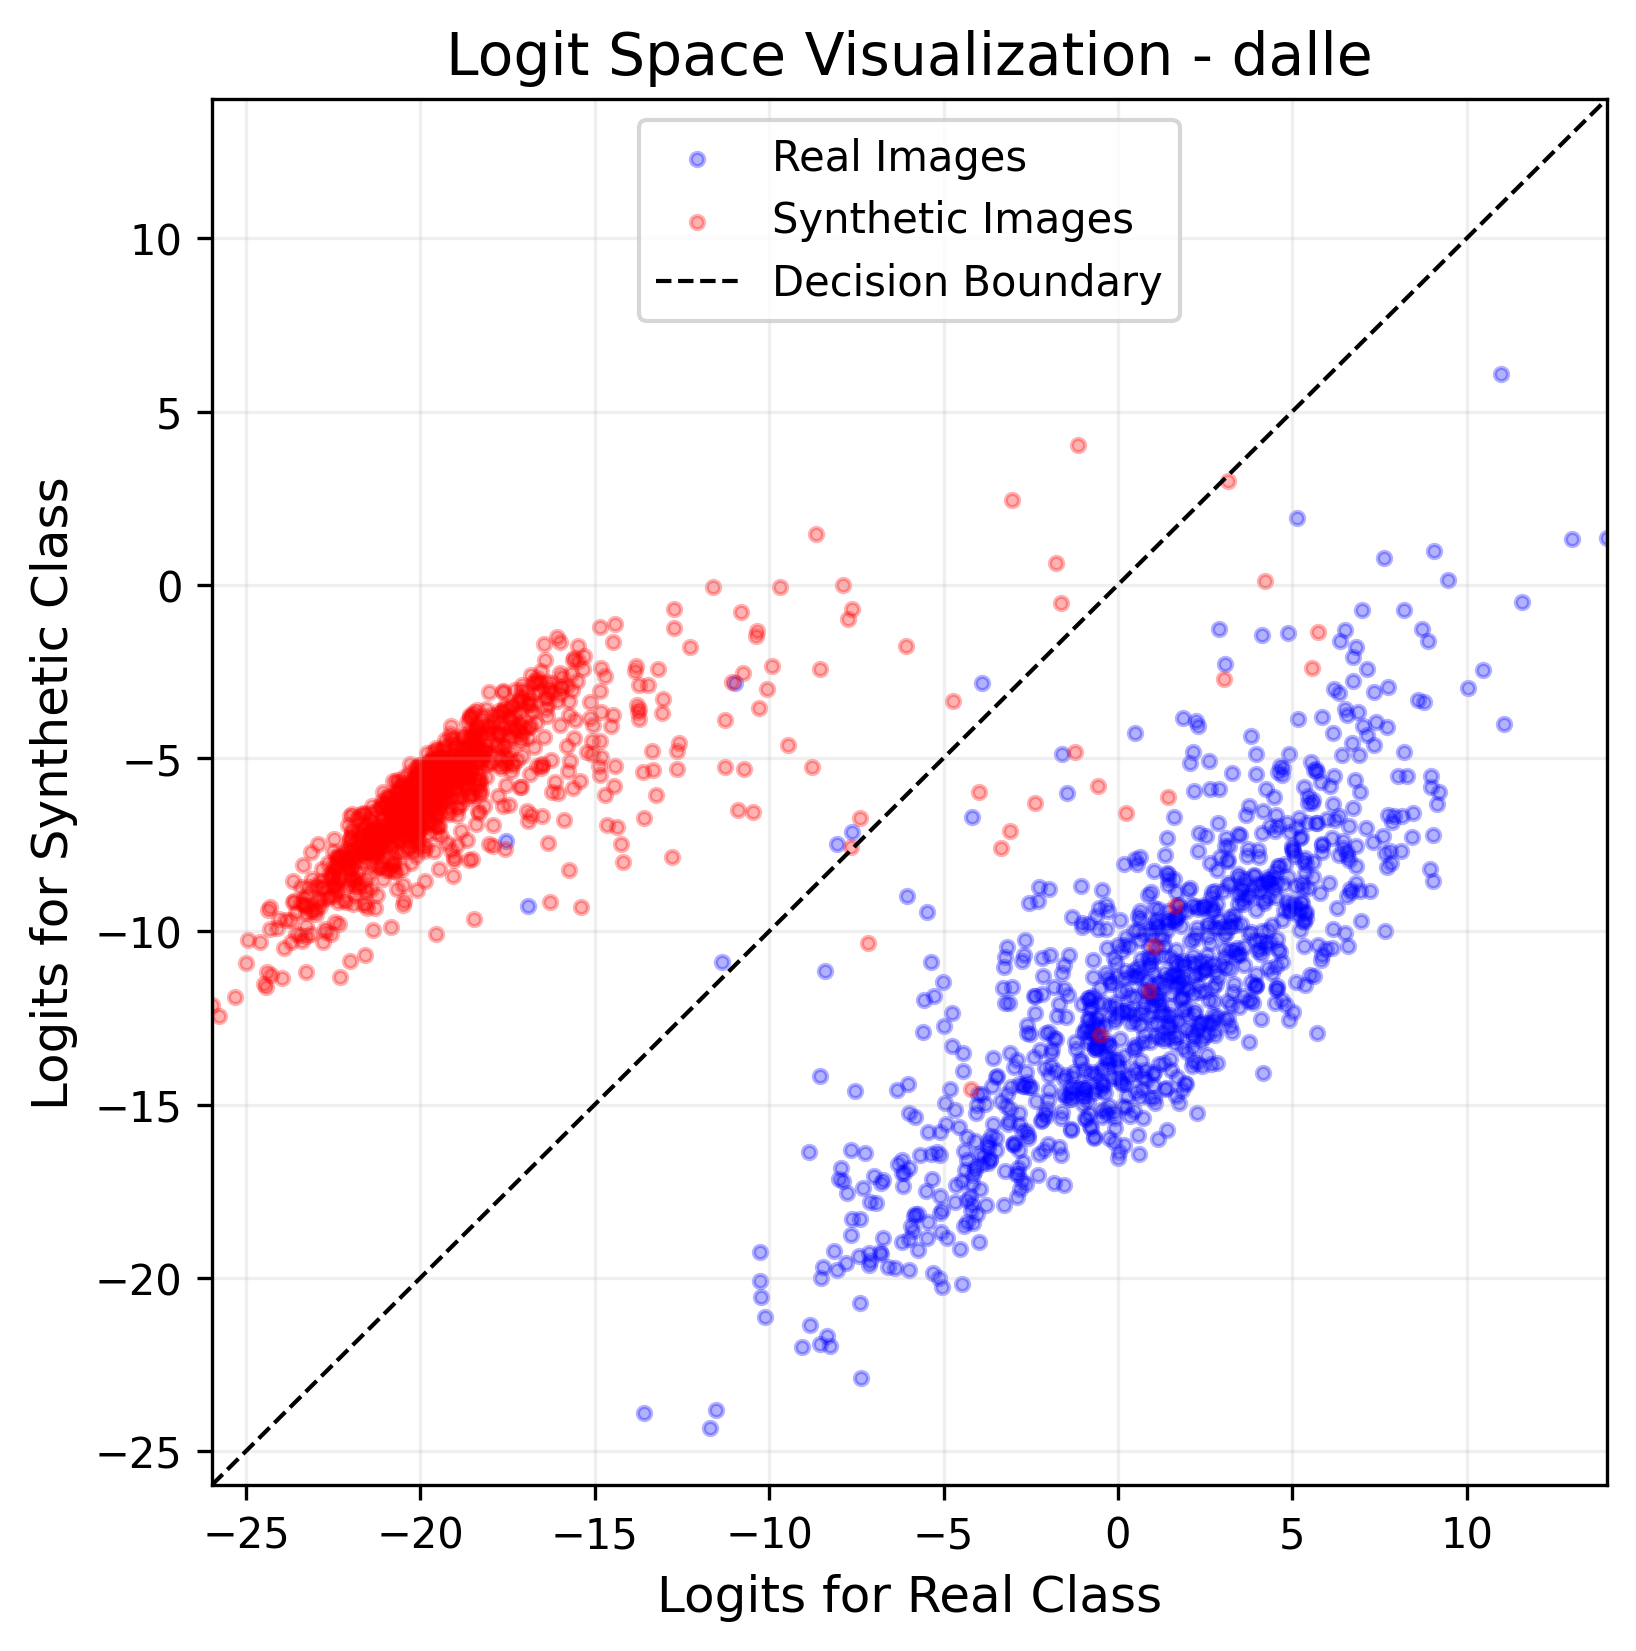 Logit Space Visualization - dalle
Real Images
Synthetic Images
Decision Boundary
Logits for Synthetic Class
10
5
0
−5
−10
−15
−20
−25
−25
−20
−15
−10
−5
0
5
10
Logits for Real Class